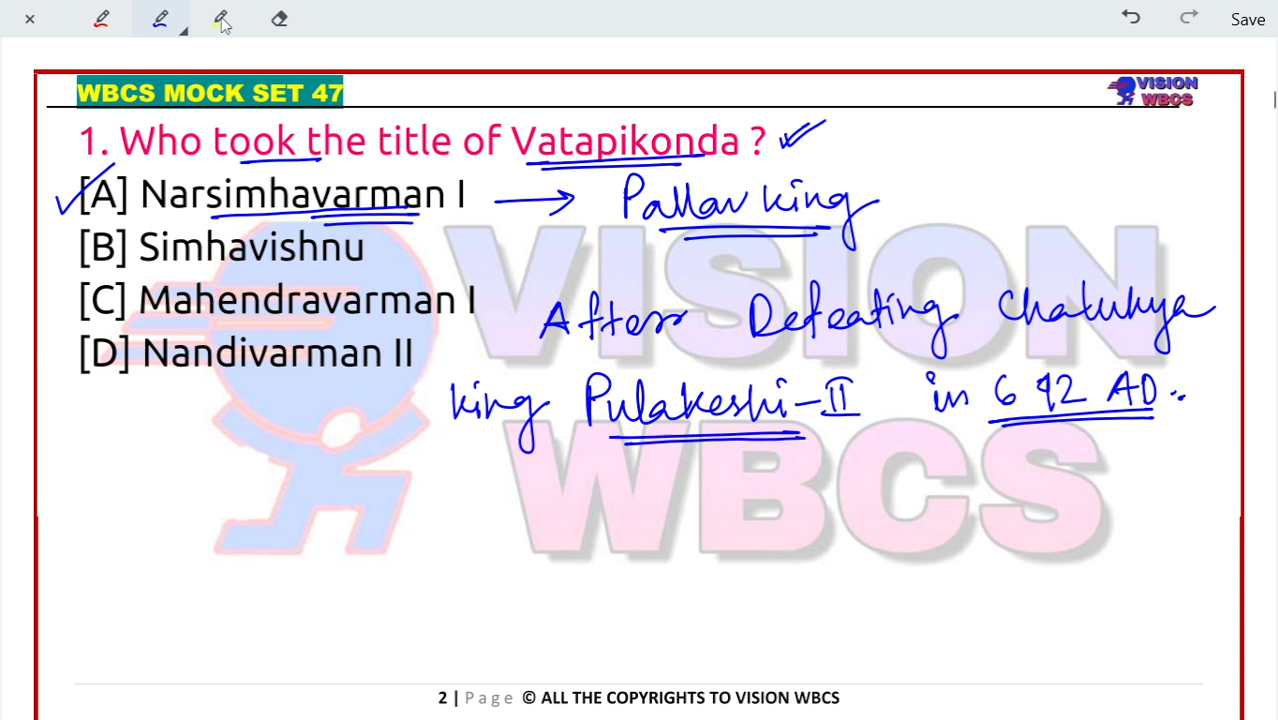 Save
WBCS MOCK SET 47
VISION
WBCS
1. Who took the title of Vatapikonda ?
[A] Narsimhavarman I → Pallav king
[B] Simhavishnu
[C] Mahendravarman I
After Defeating Chalukya
[D] Nandivarman II
king Pulakeshi-II in 642 AD.
VISION
WBCS
2 | Page © ALL THE COPYRIGHTS TO VISION WBCS